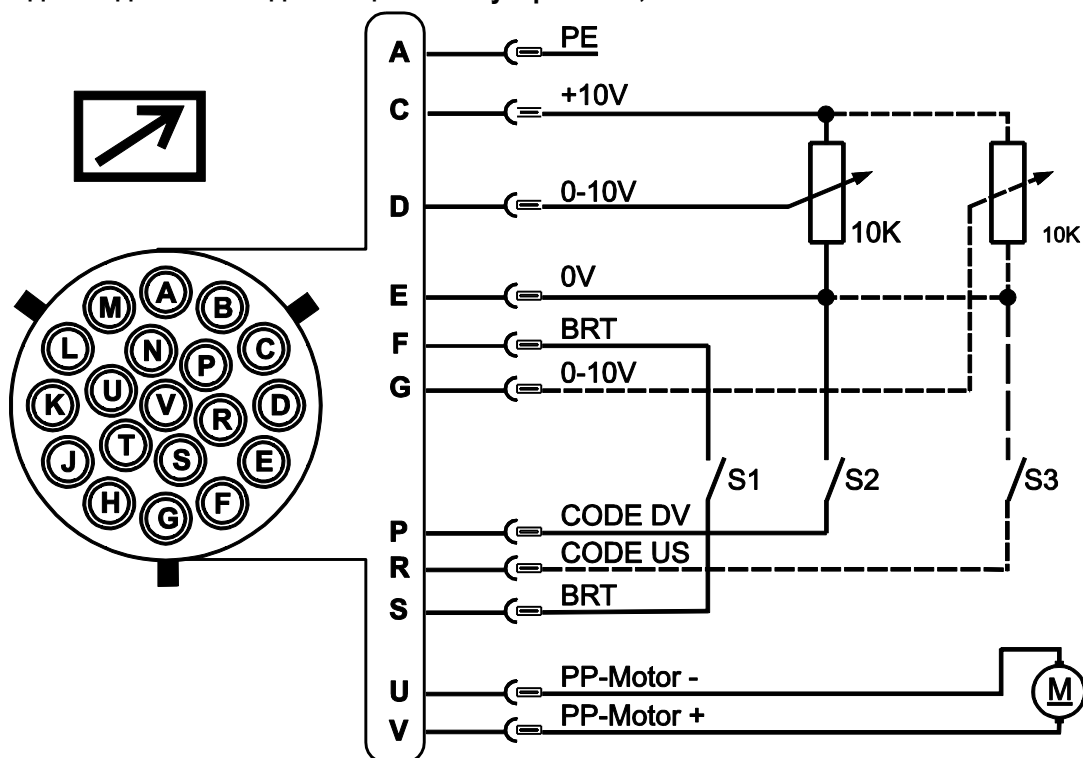 A PE
C +10V
D 0-10V 10K 10K
E 0V
F BRT
G 0-10V
S1 S2 S3
P CODE DV
R CODE US
S BRT
U PP-Motor - M
V PP-Motor +
A
M B
L N P C
K U V R D
J T S E
H G F